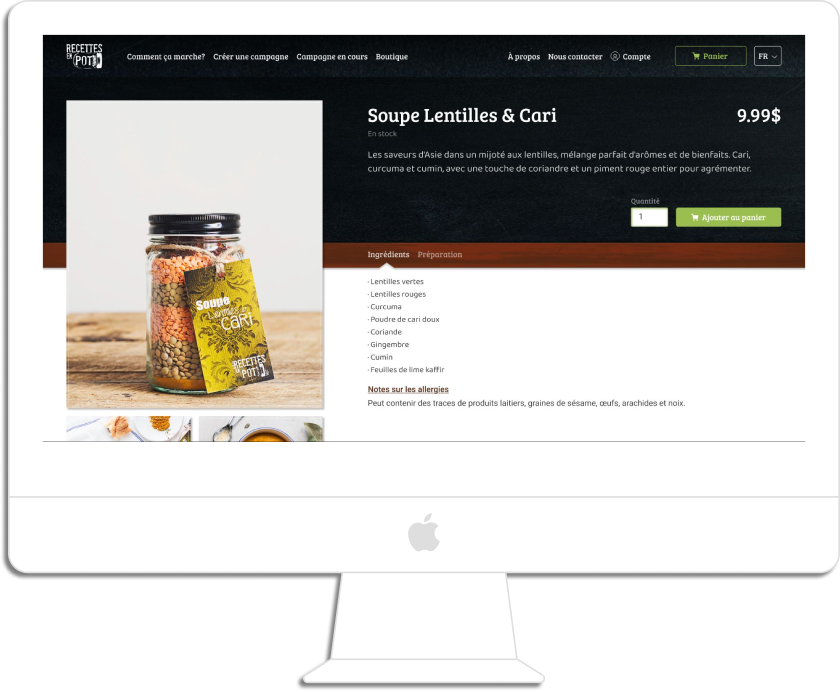 RECETTES
EN POT!
Comment ça marche? Créer une campagne Campagne en cours Boutique
À propos Nous contacter Compte
Panier
FR
Soupe Lentilles & Cari
9.99$
En stock
Les saveurs d'Asie dans un mijoté aux lentilles, mélange parfait d'arômes et de bienfaits. Cari,
curcuma et cumin, avec une touche de coriandre et un piment rouge entier pour agrémenter.
Quantité
1
Ajouter au panier
Soupe
Lentilles &
CARI
RECETTES
EN POT!
Ingrédients Préparation
· Lentilles vertes
· Lentilles rouges
· Curcuma
· Poudre de cari doux
· Coriande
· Gingembre
· Cumin
· Feuilles de lime kaffir
Notes sur les allergies
Peut contenir des traces de produits laitiers, graines de sésame, œufs, arachides et noix.